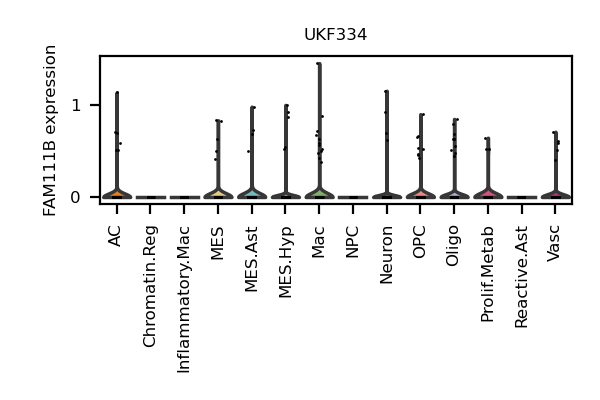 UKF334
FAM111B expression
1
0
AC
Chromatin.Reg
Inflammatory.Mac
MES
MES.Ast
MES.Hyp
Mac
NPC
Neuron
OPC
Oligo
Prolif.Metab
Reactive.Ast
Vasc